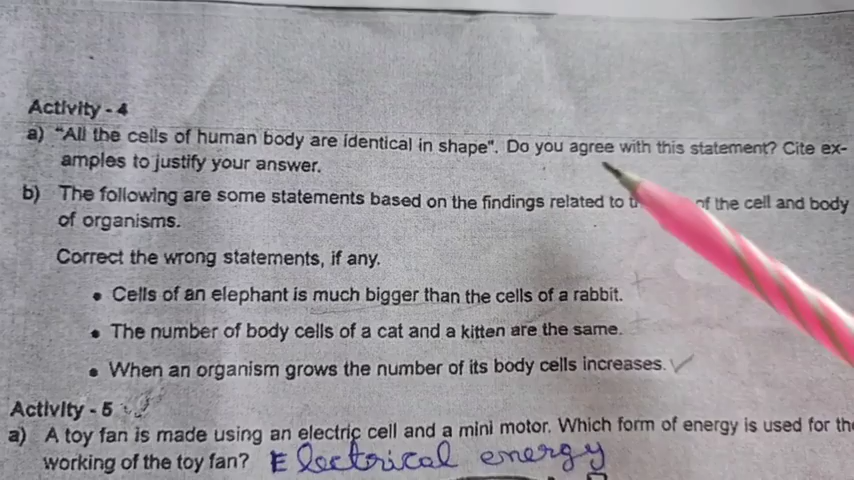 Activity - 4
a) "All the cells of human body are identical in shape". Do you agree with this statement? Cite ex-
amples to justify your answer.
b) The following are some statements based on the findings related to of the cell and body
of organisms.
Correct the wrong statements, if any.
• Cells of an elephant is much bigger than the cells of a rabbit.
• The number of body cells of a cat and a kitten are the same.
• When an organism grows the number of its body cells increases.
Activity - 5
a) A toy fan is made using an electric cell and a mini motor. Which form of energy is used for the
working of the toy fan? Electrical energy